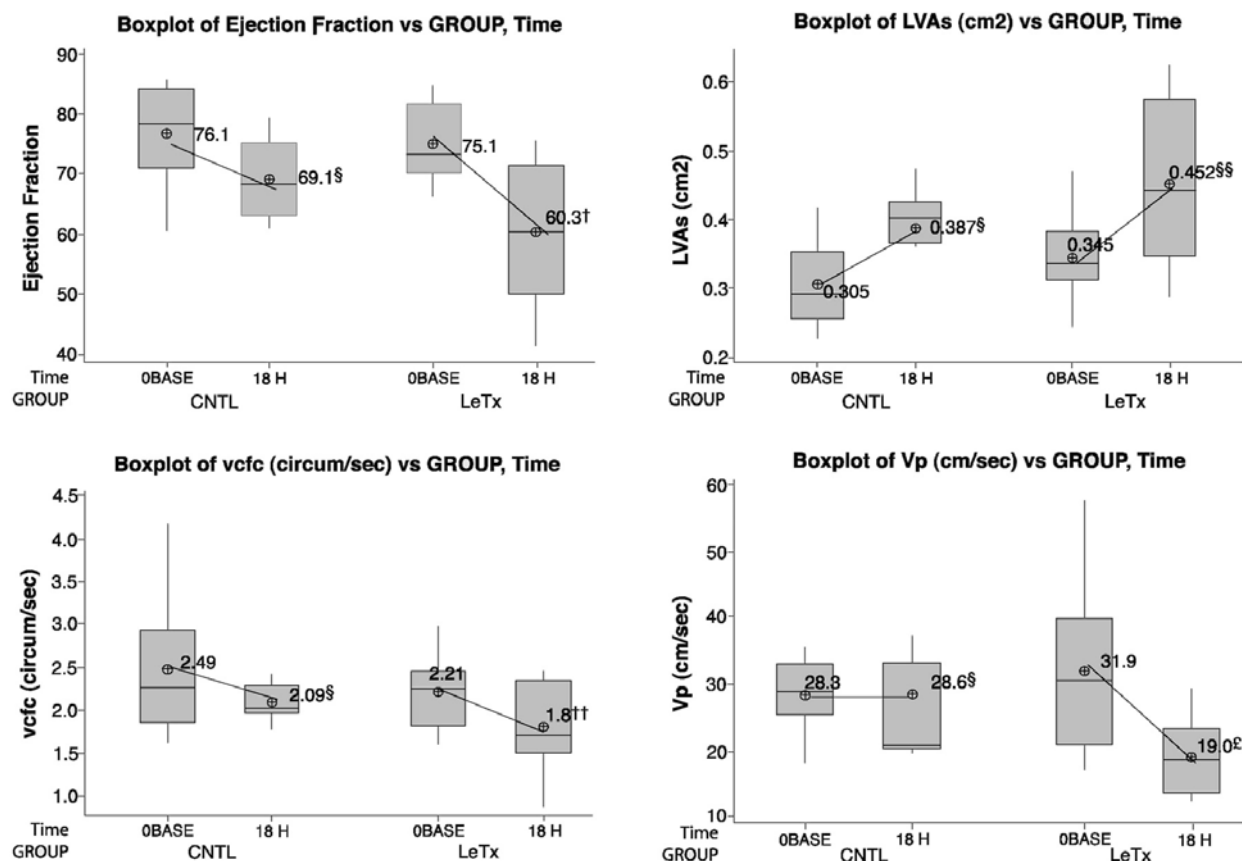 Boxplot of Ejection Fraction vs GROUP, Time
Ejection Fraction
90
80
70
60
50
40
76.1
69.1§
75.1
60.3†
Time 0BASE 18 H 0BASE 18 H
GROUP CNTL LeTx
Boxplot of LVAs (cm2) vs GROUP, Time
LVAs (cm2)
0.6
0.5
0.4
0.3
0.2
0.305
0.387§
0.345
0.452§§
Time 0BASE 18 H 0BASE 18 H
GROUP CNTL LeTx
Boxplot of vcfc (circum/sec) vs GROUP, Time
vcfc (circum/sec)
4.5
4.0
3.5
3.0
2.5
2.0
1.5
1.0
2.49
2.09§
2.21
1.8††
Time 0BASE 18 H 0BASE 18 H
GROUP CNTL LeTx
Boxplot of Vp (cm/sec) vs GROUP, Time
Vp (cm/sec)
60
50
40
30
20
10
28.3
28.6§
31.9
19.0£
Time 0BASE 18 H 0BASE 18 H
GROUP CNTL LeTx